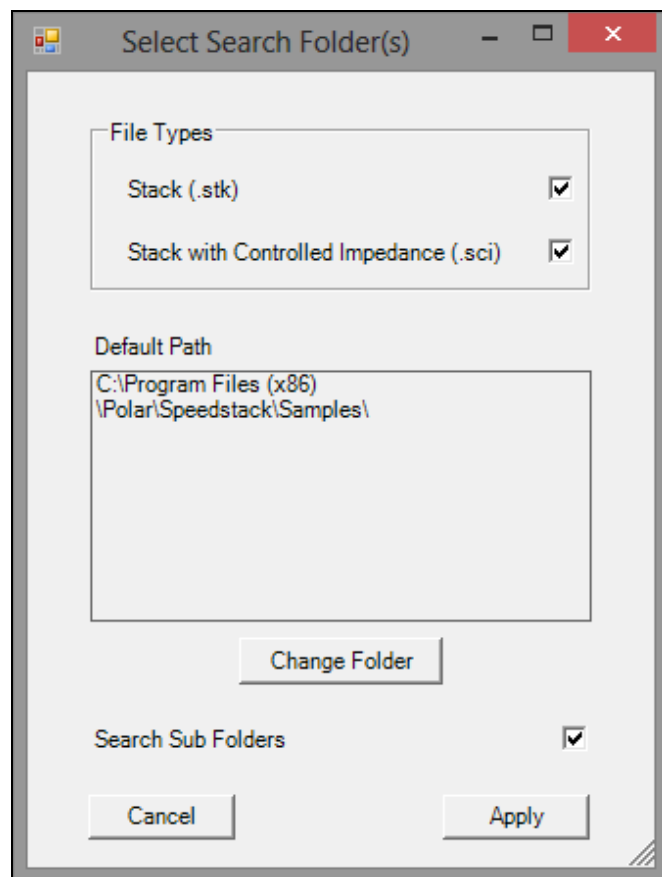 Select Search Folder(s)
File Types
Stack (.stk)
Stack with Controlled Impedance (.sci)
Default Path
C:\Program Files (x86)
\Polar\Speedstack\Samples\
Change Folder
Search Sub Folders
Cancel
Apply